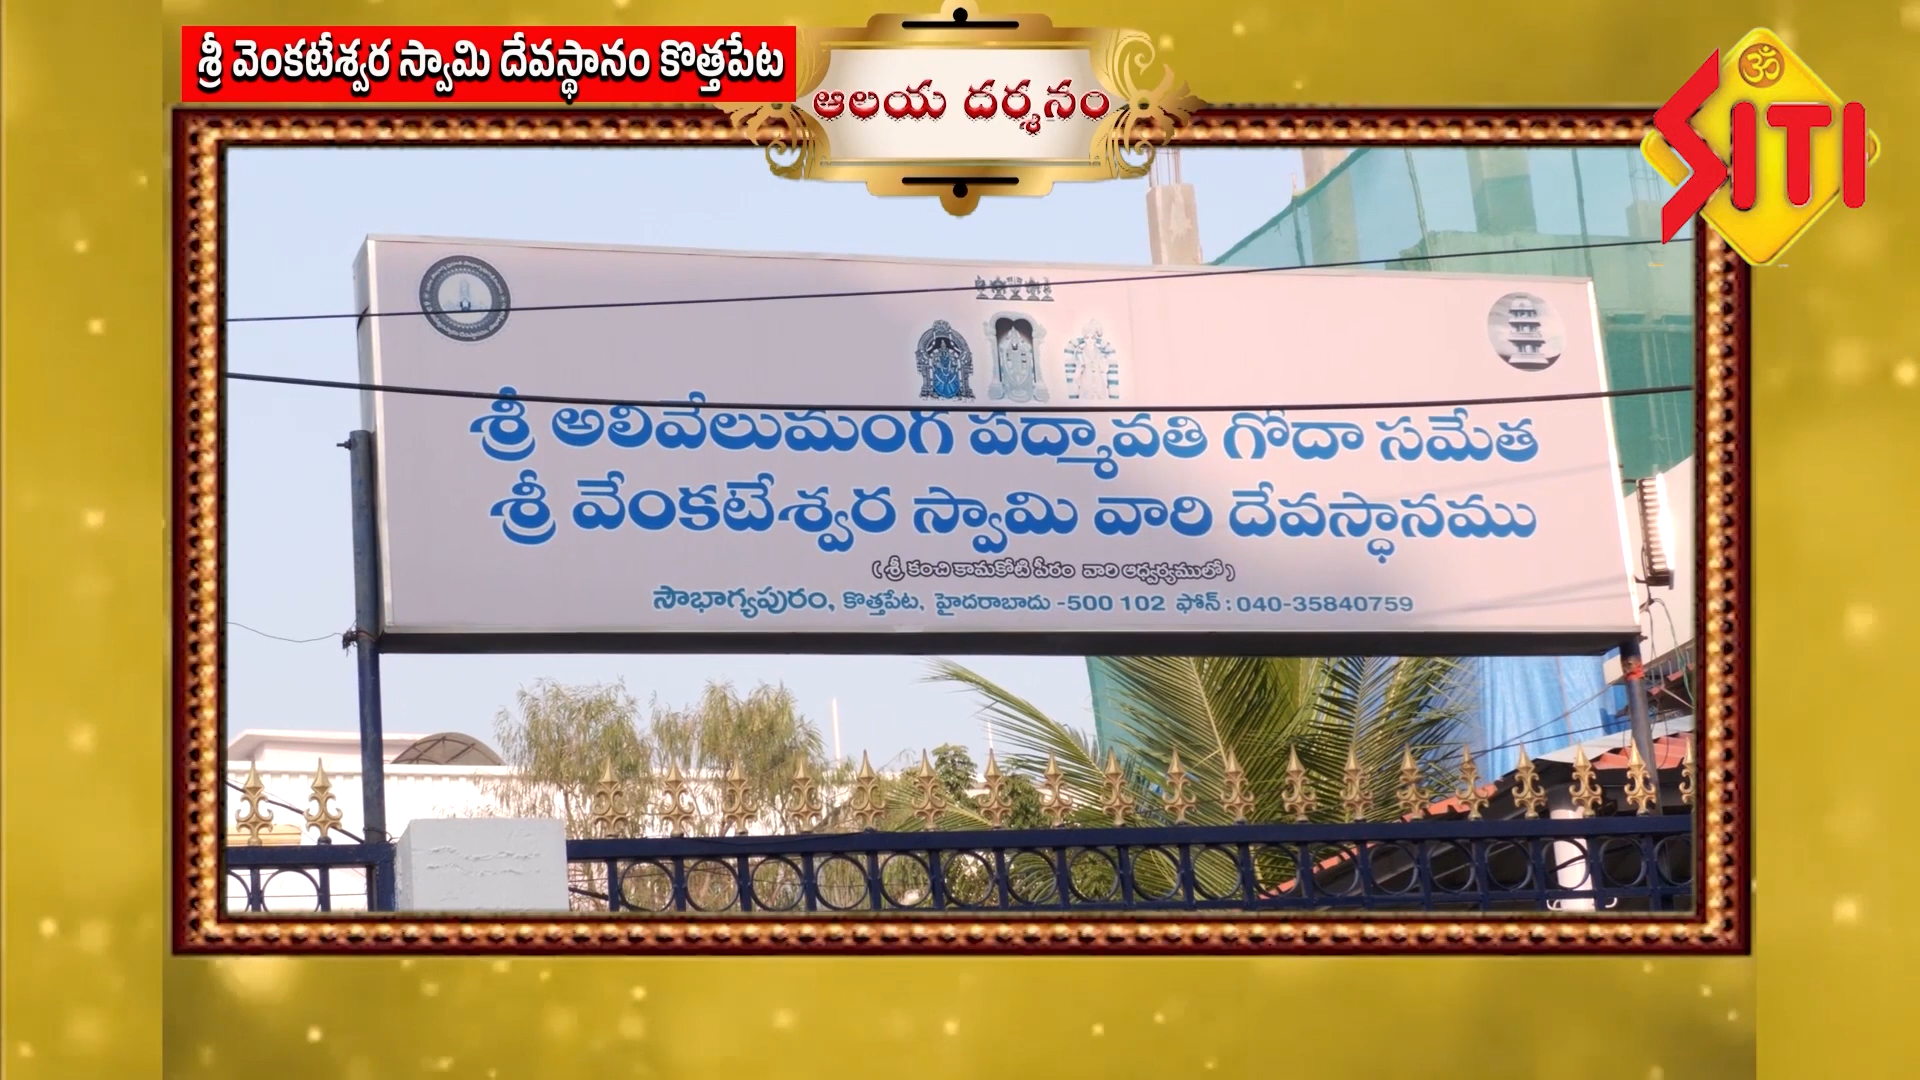 శ్రీ వెంకటేశ్వర స్వామి దేవస్థానం కొత్తపేట
ఆలయ దర్శనం
ॐ
SITI
శ్రీ అలివేలుమంగ పద్మావతి గోదా సమేత
శ్రీ వేంకటేశ్వర స్వామి వారి దేవస్థానము
(శ్రీ కంచి కామకోటి పీఠం వారి ఆధ్వర్యములో)
సౌభాగ్యపురం, కొత్తపేట, హైదరాబాదు -500 102 ఫోన్ : 040-35840759